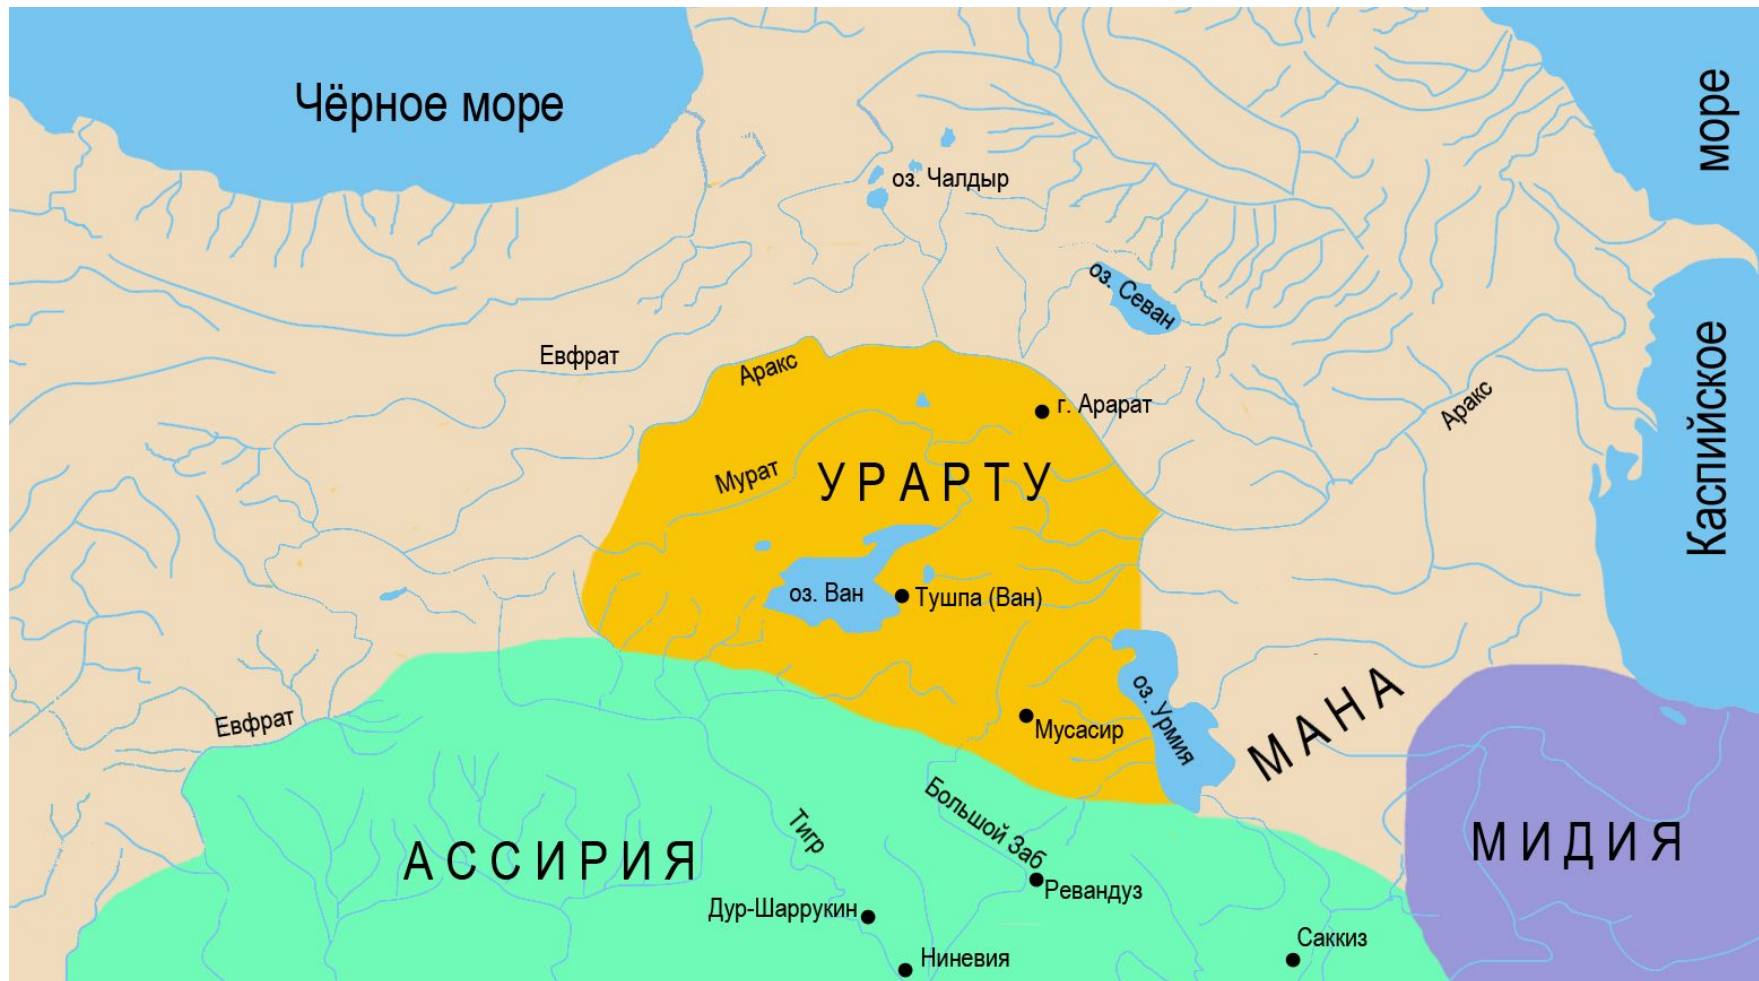 Чёрное море
море
Каспийское
оз. Чалдыр
оз. Севан
Евфрат
Аракс
г. Арарат
Аракс
Мурат
УРАРТУ
оз. Ван
Тушпа (Ван)
оз. Урмия
Мусасир
МАНА
Евфрат
АССИРИЯ
Тигр
Большой Заб
МИДИЯ
Ревандуз
Дур-Шаррукин
Саккиз
Ниневия